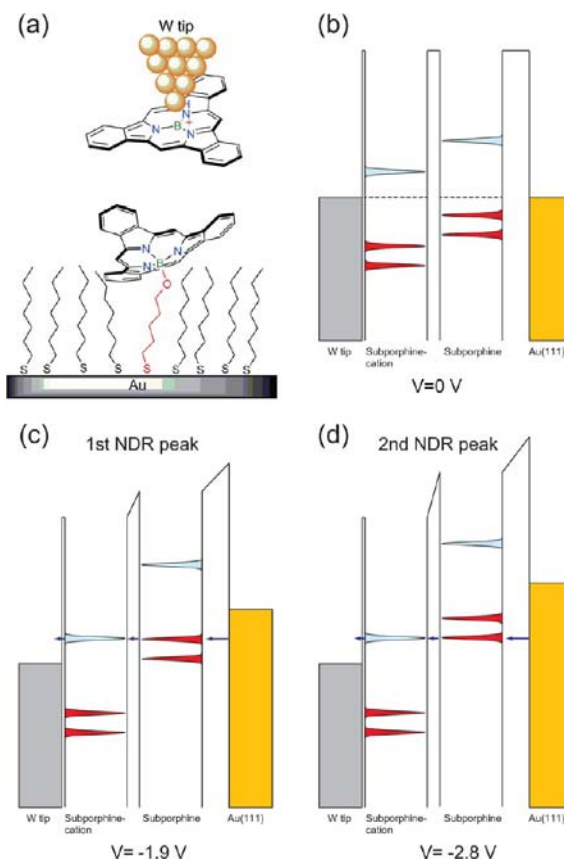 (a)
W tip
N
H
+
N
B
N
N
N
B
N
O
S
S
S
S
S
S
S
S
Au
(b)
W tip
Subporphine-
cation
Subporphine
Au(111)
V=0 V
(c)
1st NDR peak
W tip
Subporphine-
cation
Subporphine
Au(111)
V= -1.9 V
(d)
2nd NDR peak
W tip
Subporphine-
cation
Subporphine
Au(111)
V= -2.8 V